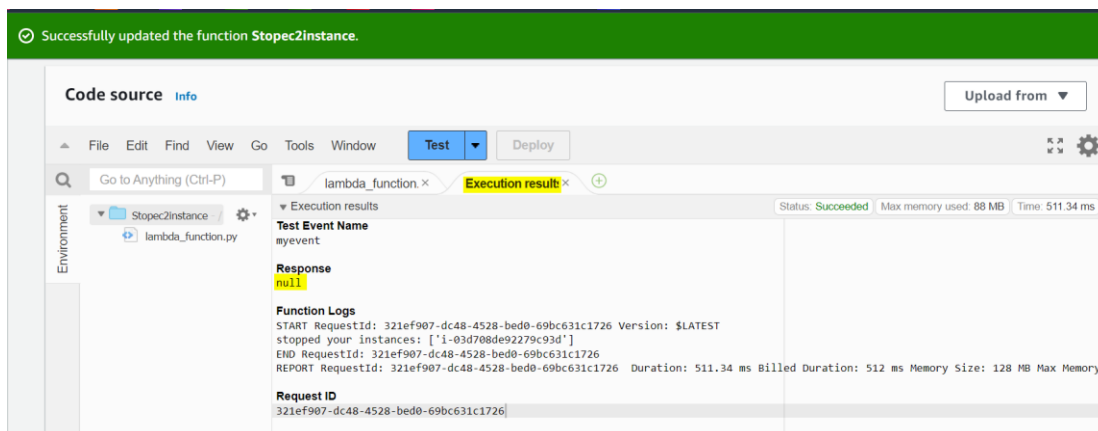 Successfully updated the function Stopec2instance.
Code source Info
Upload from
File Edit Find View Go Tools Window Test Deploy
Go to Anything (Ctrl-P)
lambda_function. × Execution results ×
Environment
Stopec2instance - /
lambda_function.py
Execution results
Status: Succeeded Max memory used: 88 MB Time: 511.34 ms
Test Event Name
myevent
Response
null
Function Logs
START RequestId: 321ef907-dc48-4528-bed0-69bc631c1726 Version: $LATEST
stopped your instances: ['i-03d708de92279c93d']
END RequestId: 321ef907-dc48-4528-bed0-69bc631c1726
REPORT RequestId: 321ef907-dc48-4528-bed0-69bc631c1726 Duration: 511.34 ms Billed Duration: 512 ms Memory Size: 128 MB Max Memory
Request ID
321ef907-dc48-4528-bed0-69bc631c1726